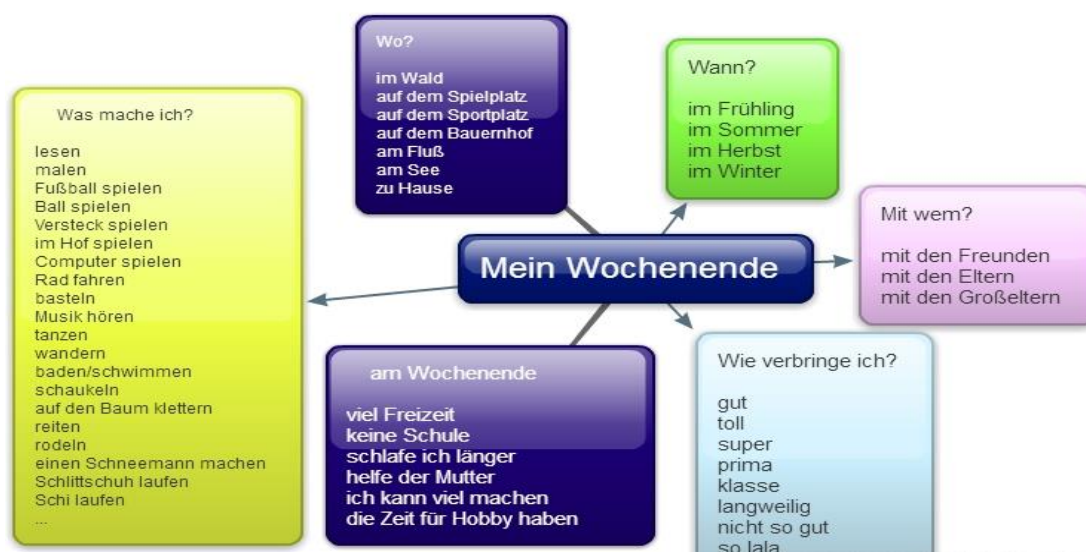 Wo?
im Wald
auf dem Spielplatz
auf dem Sportplatz
auf dem Bauernhof
am Fluß
am See
zu Hause
Wann?
im Frühling
im Sommer
im Herbst
im Winter
Was mache ich?
lesen
malen
Fußball spielen
Ball spielen
Versteck spielen
im Hof spielen
Computer spielen
Rad fahren
basteln
Musik hören
tanzen
wandern
baden/schwimmen
schaukeln
auf den Baum klettern
reiten
rodeln
einen Schneemann machen
Schlittschuh laufen
Schi laufen
...
Mit wem?
mit den Freunden
mit den Eltern
mit den Großeltern
Mein Wochenende
am Wochenende
viel Freizeit
keine Schule
schlafe ich länger
helfe der Mutter
ich kann viel machen
die Zeit für Hobby haben
Wie verbringe ich?
gut
toll
super
prima
klasse
langweilig
nicht so gut
so lala